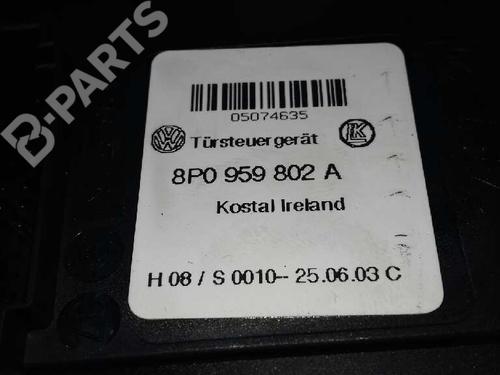 B-PARTS
05074635
Türsteuergerät
8P0 959 802 A
Kostal Ireland
H 08 / S 0010-- 25.06.03 C